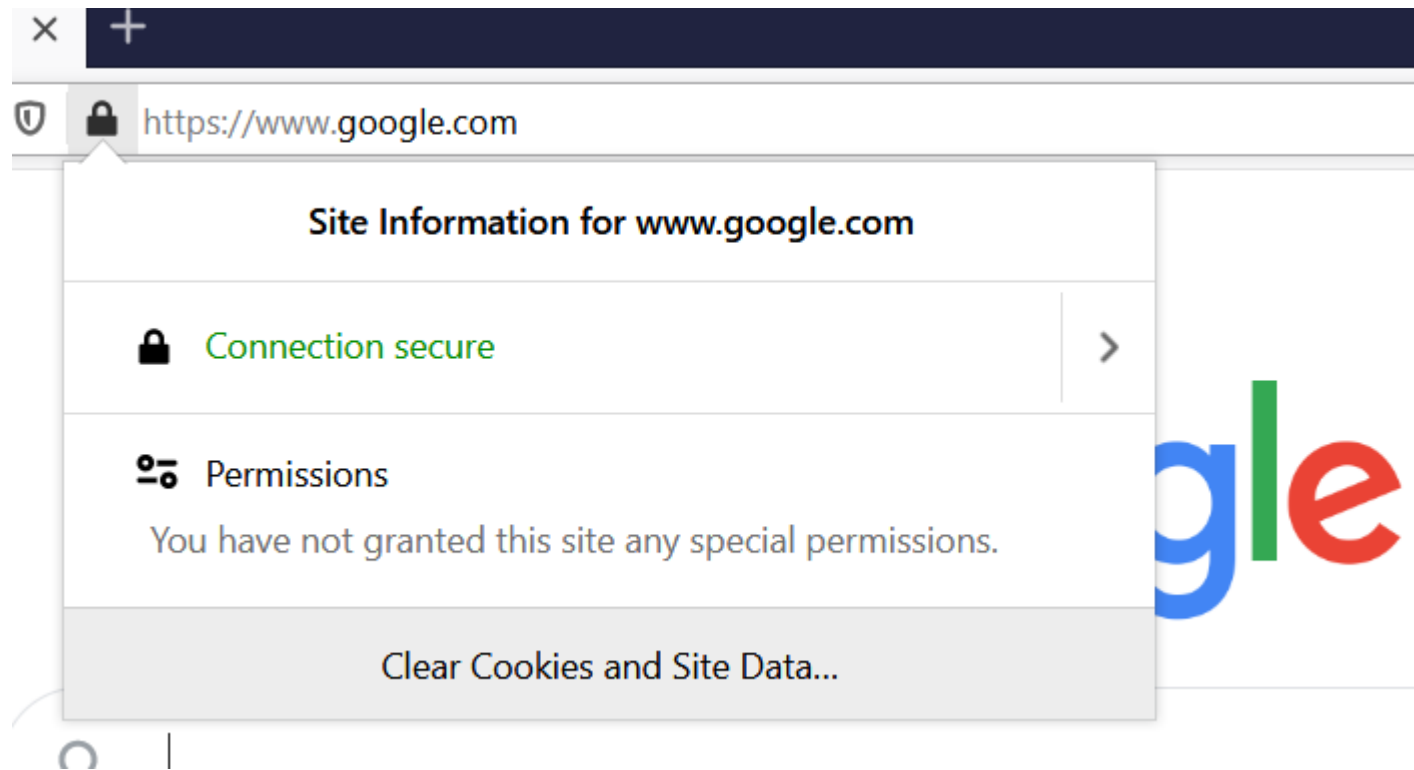 https://www.google.com
Site Information for www.google.com
Connection secure
Permissions
You have not granted this site any special permissions.
Clear Cookies and Site Data...
gle